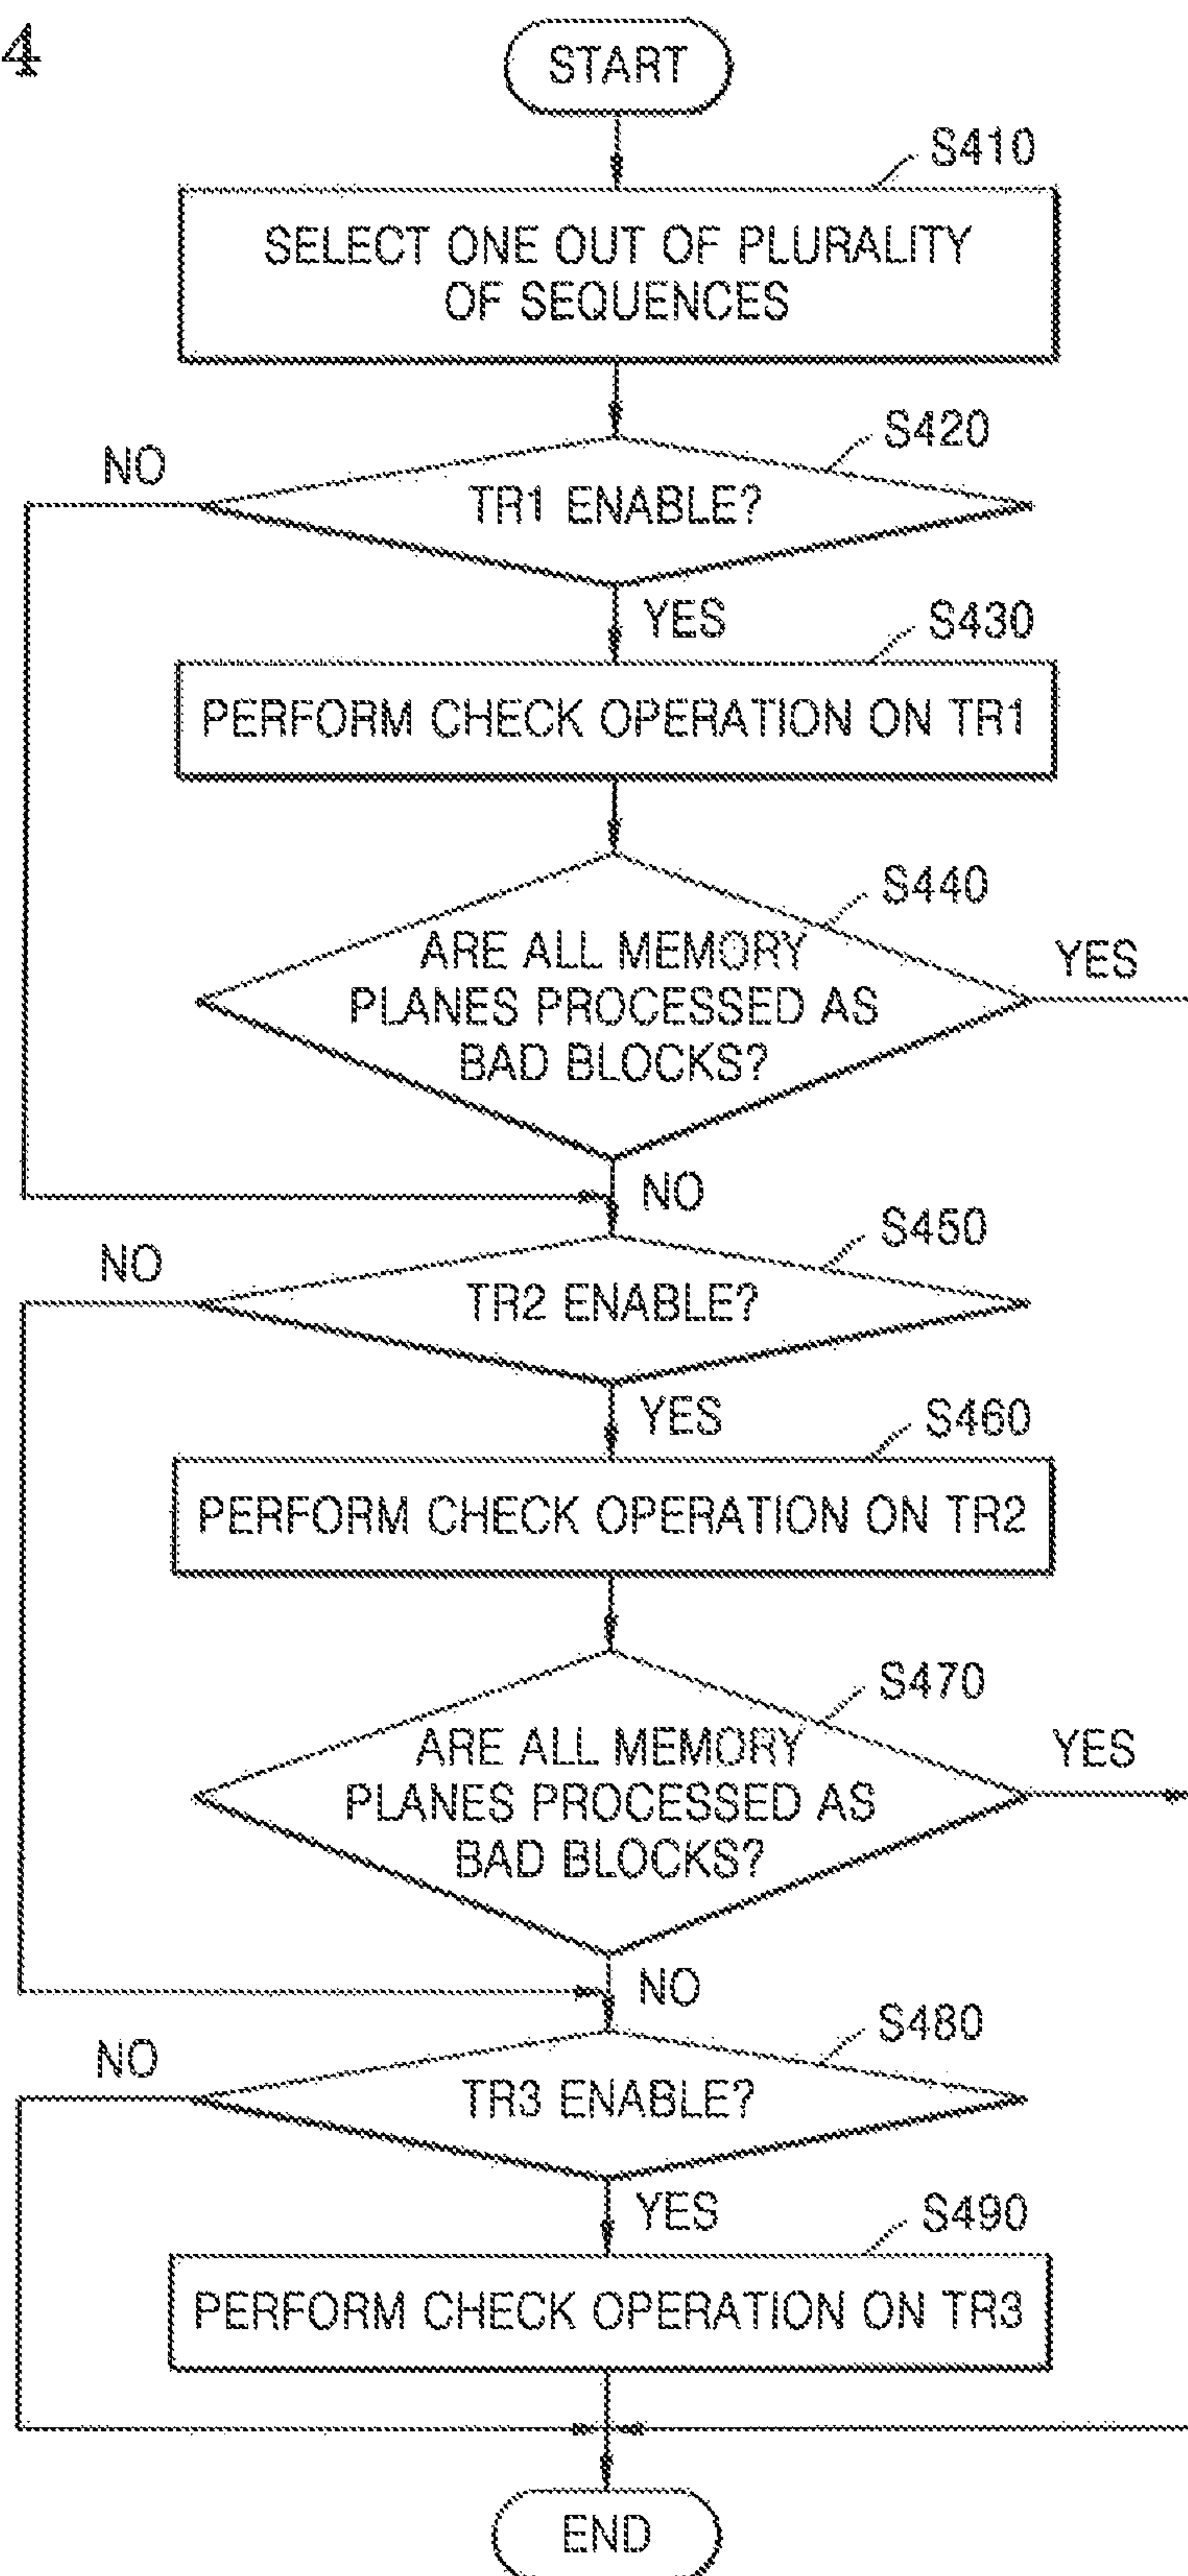 4
START
S410
SELECT ONE OUT OF PLURALITY
OF SEQUENCES
S420
NO
TR1 ENABLE?
YES
S430
PERFORM CHECK OPERATION ON TR1
S440
ARE ALL MEMORY
PLANES PROCESSED AS
BAD BLOCKS?
YES
NO
S450
NO
TR2 ENABLE?
YES
S460
PERFORM CHECK OPERATION ON TR2
S470
ARE ALL MEMORY
PLANES PROCESSED AS
BAD BLOCKS?
YES
NO
S480
NO
TR3 ENABLE?
YES
S490
PERFORM CHECK OPERATION ON TR3
END